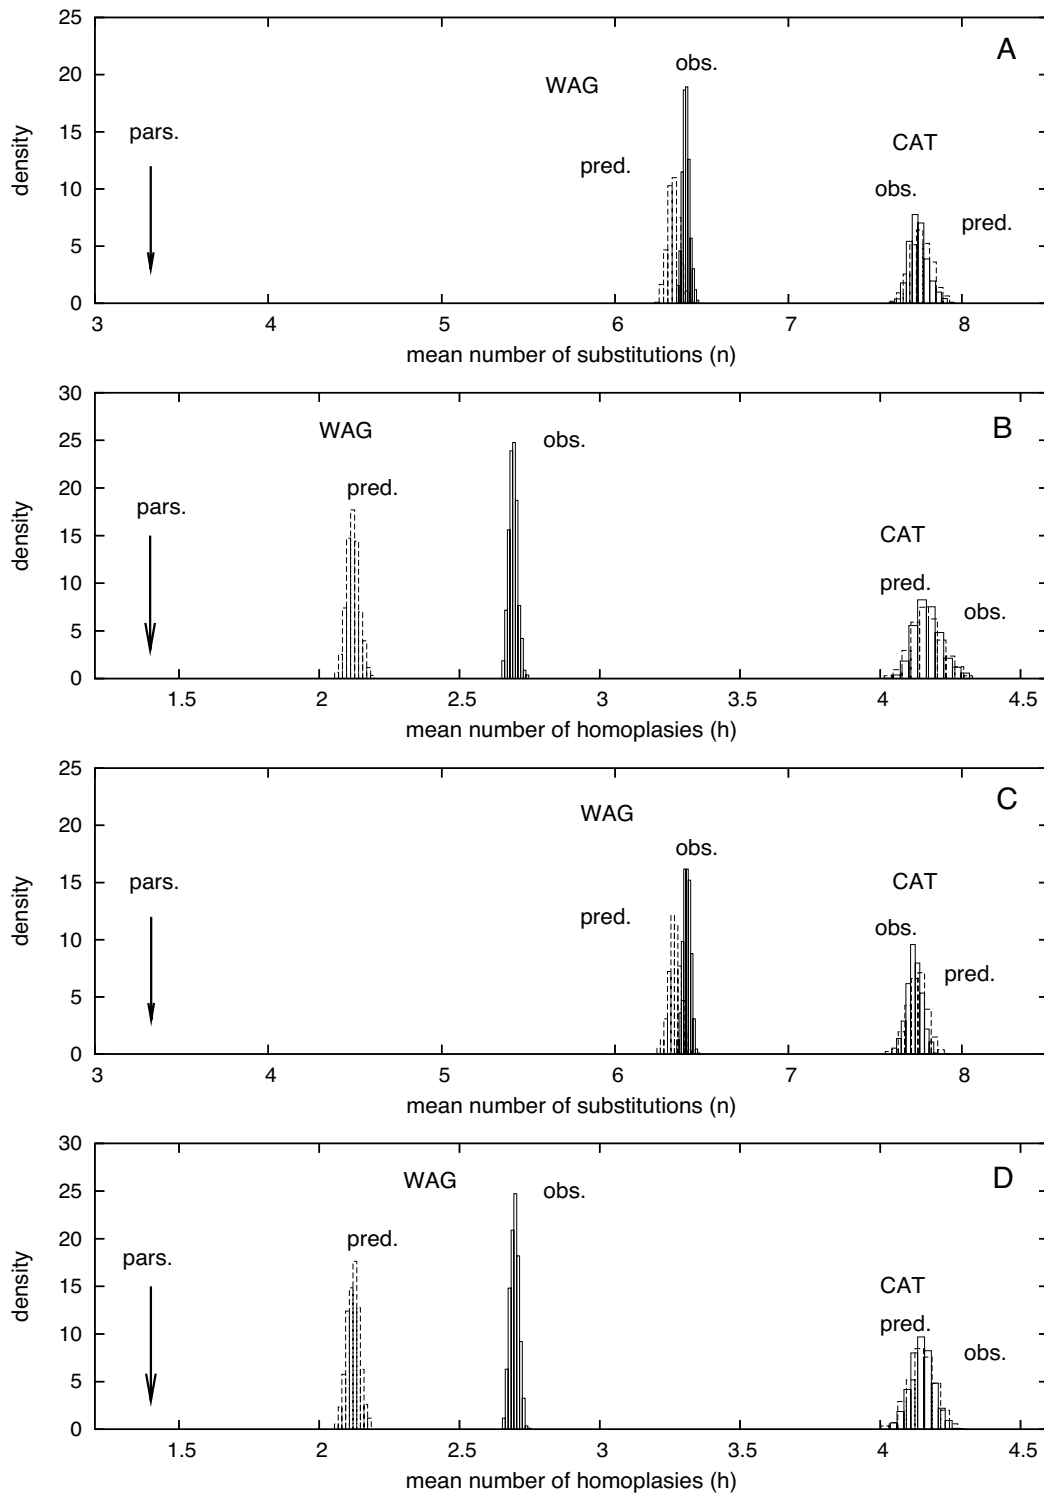 25
A
obs.
20
WAG
density
15
pars.
CAT
pred.
10
obs.
pred.
5
0
3 4 5 6 7 8
mean number of substitutions (n)
30
B
WAG
obs.
25
pred.
20
pars.
density
15
CAT
10
pred.
obs.
5
0
1.5 2 2.5 3 3.5 4 4.5
mean number of homoplasies (h)
25
C
WAG
20
obs.
density
15
pars.
CAT
pred.
obs.
10
pred.
5
0
3 4 5 6 7 8
mean number of substitutions (n)
30
D
WAG
obs.
25
pred.
20
pars.
density
15
CAT
pred.
10
obs.
5
0
1.5 2 2.5 3 3.5 4 4.5
mean number of homoplasies (h)